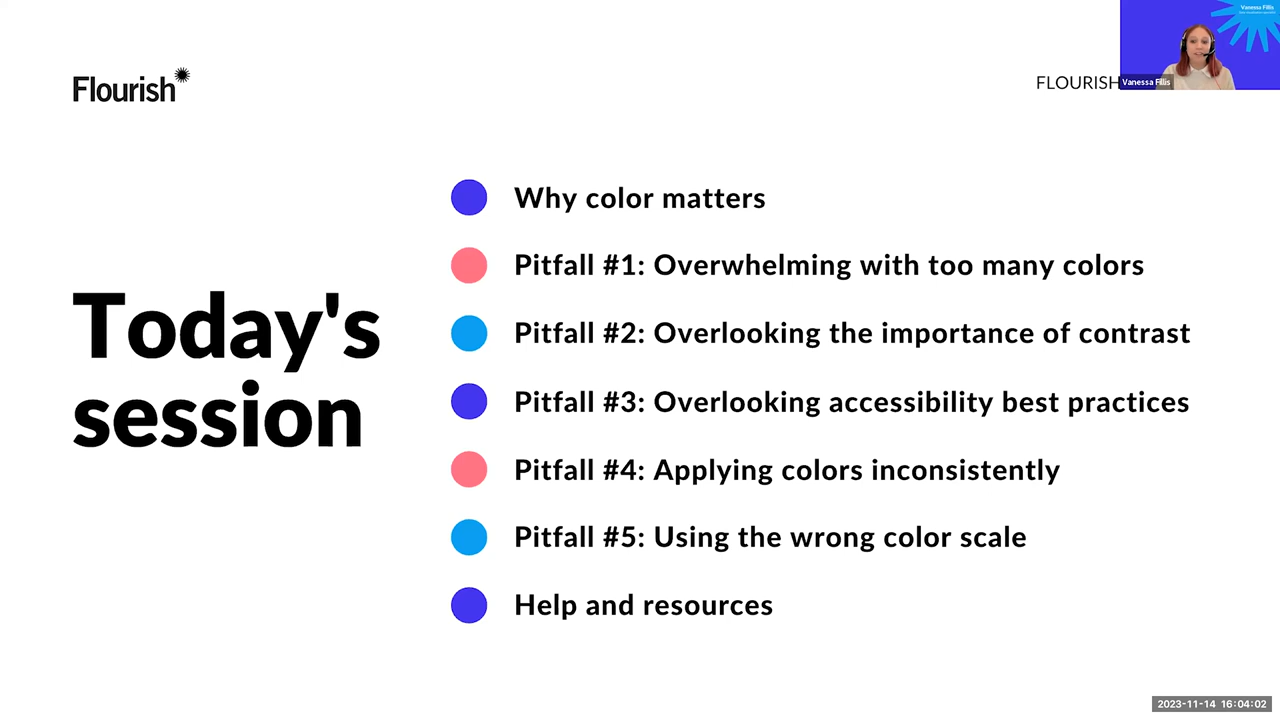 Flourish
FLOURISH
Vanessa Fillis
Vanessa Fillis
Today's
session
Why color matters
Pitfall #1: Overwhelming with too many colors
Pitfall #2: Overlooking the importance of contrast
Pitfall #3: Overlooking accessibility best practices
Pitfall #4: Applying colors inconsistently
Pitfall #5: Using the wrong color scale
Help and resources
2023-11-14 16:04:02